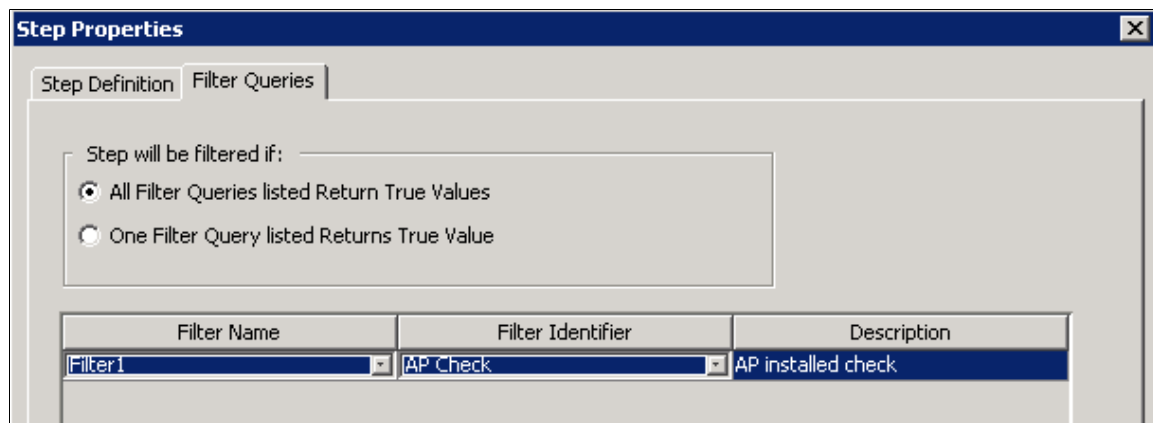 Step Properties
Step Definition Filter Queries
Step will be filtered if:
All Filter Queries listed Return True Values
One Filter Query listed Returns True Value
Filter Name Filter Identifier Description
Filter1 AP Check AP installed check